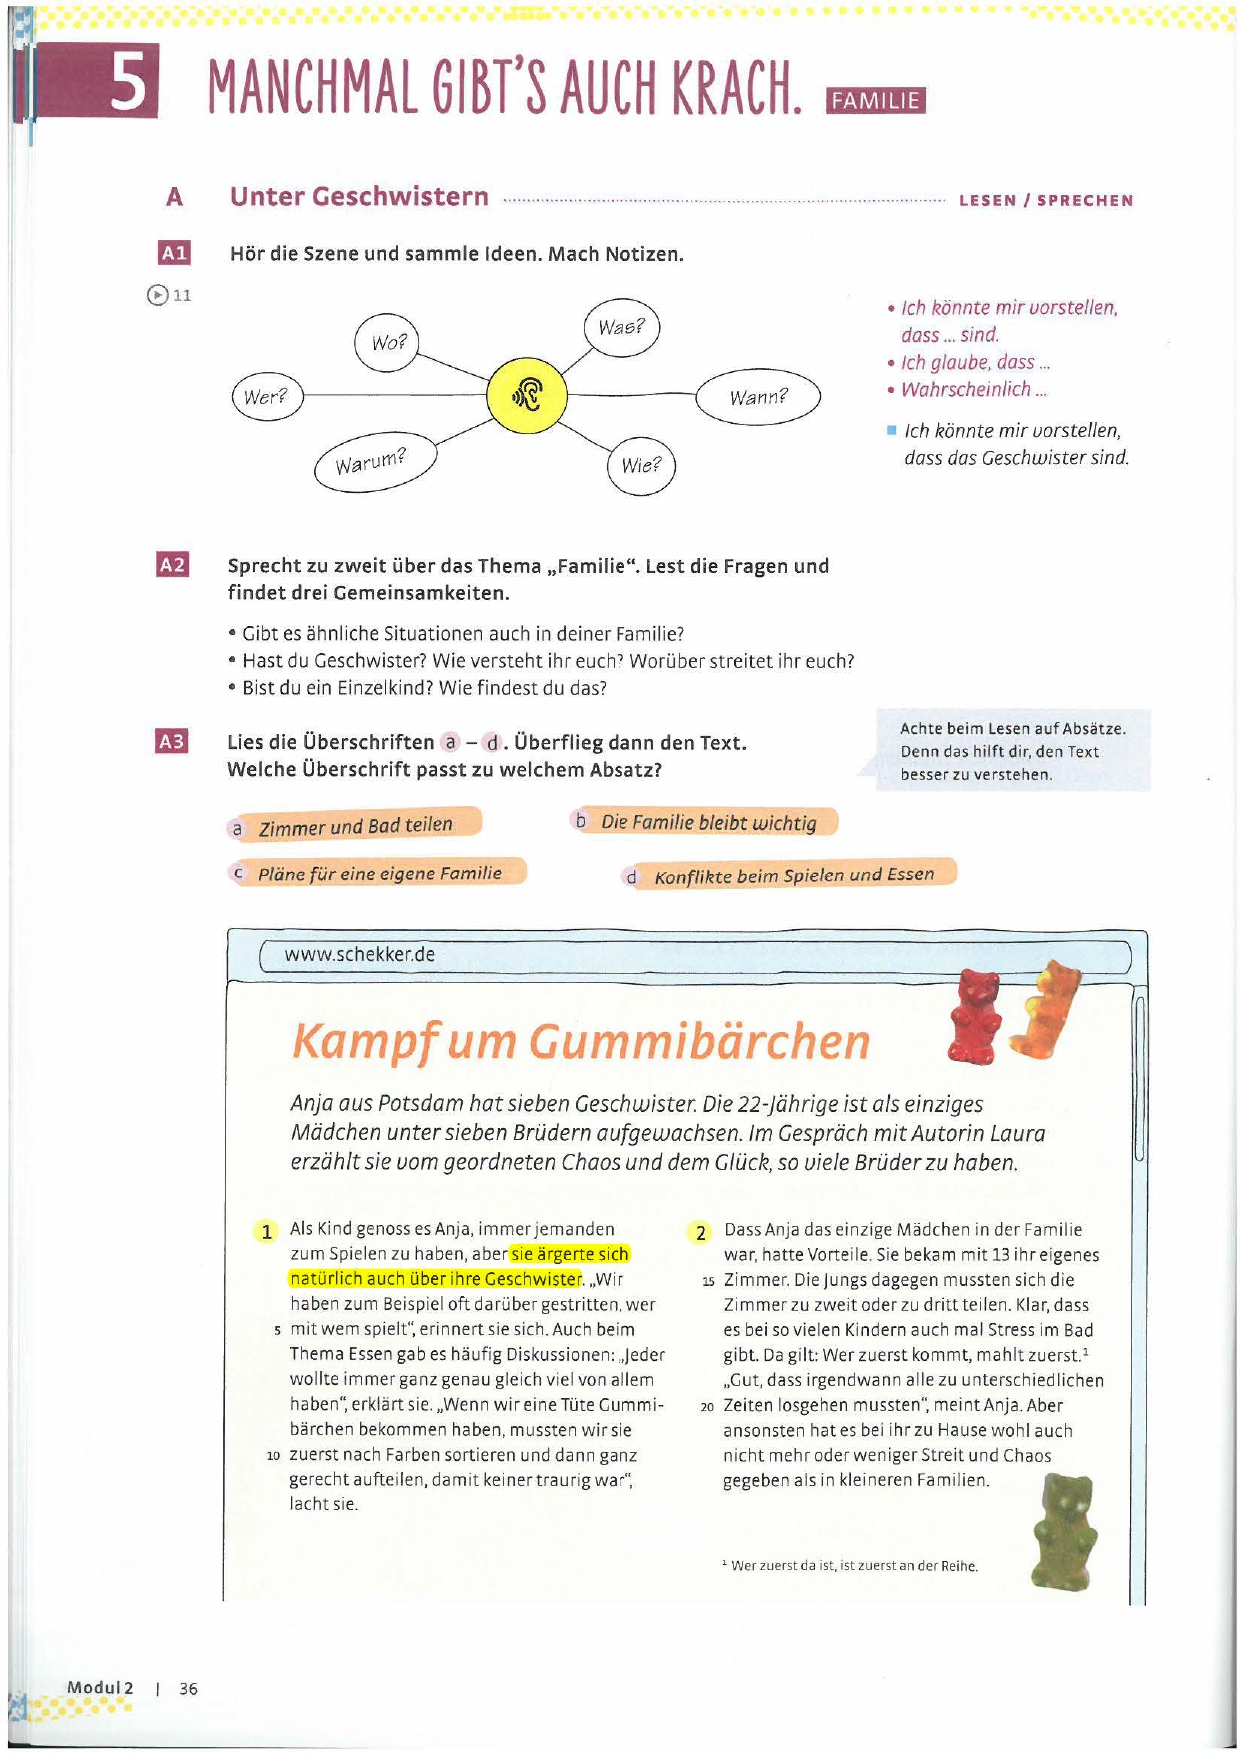 5 MANCHMAL GIBT'S AUCH KRACH. FAMILIE
A Unter Geschwistern LESEN / SPRECHEN
A1 Hör die Szene und sammle Ideen. Mach Notizen.
11
Wo?
Was?
Wer?
Wann?
Warum?
Wie?
• Ich könnte mir vorstellen,
dass ... sind.
• Ich glaube, dass ...
• Wahrscheinlich ...
Ich könnte mir vorstellen,
dass das Geschwister sind.
A2 Sprecht zu zweit über das Thema „Familie“. Lest die Fragen und
findet drei Gemeinsamkeiten.
• Gibt es ähnliche Situationen auch in deiner Familie?
• Hast du Geschwister? Wie versteht ihr euch? Worüber streitet ihr euch?
• Bist du ein Einzelkind? Wie findest du das?
A3 Lies die Überschriften a – d. Überflieg dann den Text.
Welche Überschrift passt zu welchem Absatz?
Achte beim Lesen auf Absätze.
Denn das hilft dir, den Text
besser zu verstehen.
a Zimmer und Bad teilen
b Die Familie bleibt wichtig
c Pläne für eine eigene Familie
d Konflikte beim Spielen und Essen
www.schekker.de
Kampf um Gummibärchen
Anja aus Potsdam hat sieben Geschwister. Die 22-Jährige ist als einziges
Mädchen unter sieben Brüdern aufgewachsen. Im Gespräch mit Autorin Laura
erzählt sie vom geordneten Chaos und dem Glück, so viele Brüder zu haben.
1 Als Kind genoss es Anja, immer jemanden
zum Spielen zu haben, aber sie ärgerte sich
natürlich auch über ihre Geschwister. „Wir
haben zum Beispiel oft darüber gestritten, wer
5 mit wem spielt“, erinnert sie sich. Auch beim
Thema Essen gab es häufig Diskussionen: „Jeder
wollte immer ganz genau gleich viel von allem
haben“, erklärt sie. „Wenn wir eine Tüte Gummi-
bärchen bekommen haben, mussten wir sie
10 zuerst nach Farben sortieren und dann ganz
gerecht aufteilen, damit keiner traurig war“,
lacht sie.
2 Dass Anja das einzige Mädchen in der Familie
war, hatte Vorteile. Sie bekam mit 13 ihr eigenes
15 Zimmer. Die Jungs dagegen mussten sich die
Zimmer zu zweit oder zu dritt teilen. Klar, dass
es bei so vielen Kindern auch mal Stress im Bad
gibt. Da gilt: Wer zuerst kommt, mahlt zuerst.¹
„Gut, dass irgendwann alle zu unterschiedlichen
20 Zeiten losgehen mussten“, meint Anja. Aber
ansonsten hat es bei ihr zu Hause wohl auch
nicht mehr oder weniger Streit und Chaos
gegeben als in kleineren Familien.
¹ Wer zuerst da ist, ist zuerst an der Reihe.
Modul 2 | 36